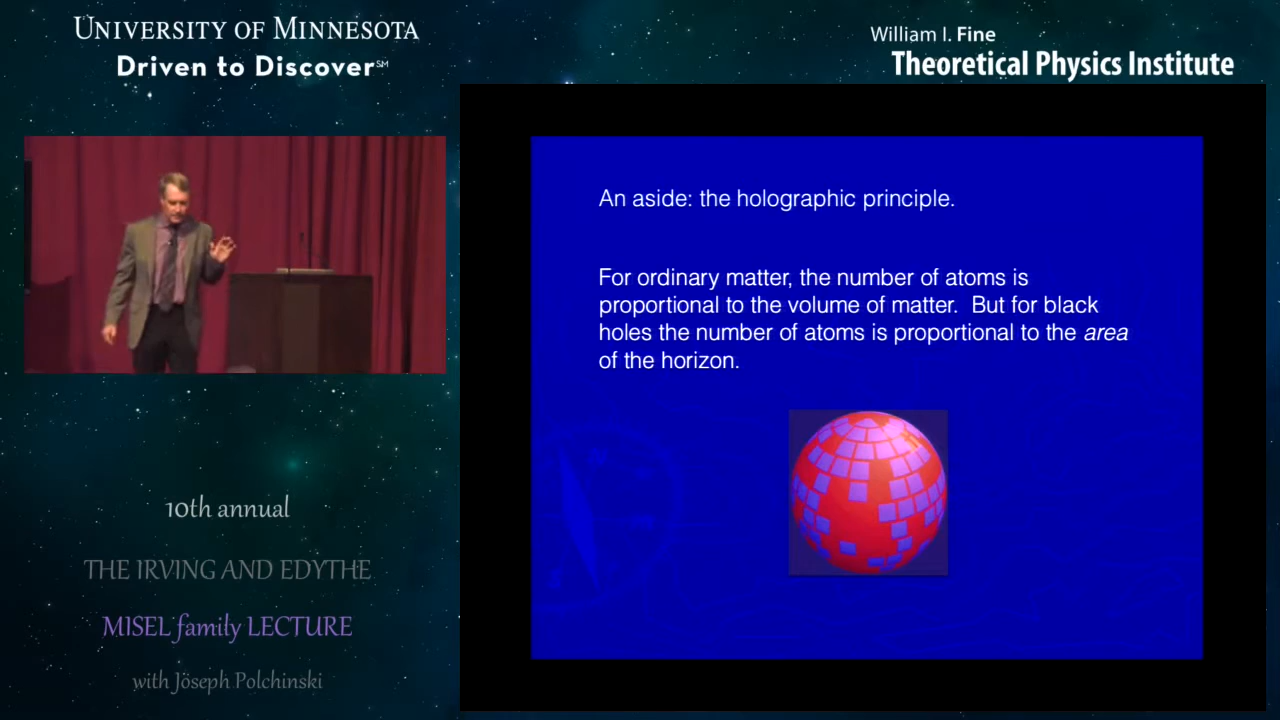 UNIVERSITY OF MINNESOTA
Driven to Discover℠
William I. Fine
Theoretical Physics Institute
An aside: the holographic principle.
For ordinary matter, the number of atoms is
proportional to the volume of matter.  But for black
holes the number of atoms is proportional to the area
of the horizon.
10th annual
THE IRVING AND EDYTHE
MISEL family LECTURE
with Joseph Polchinski